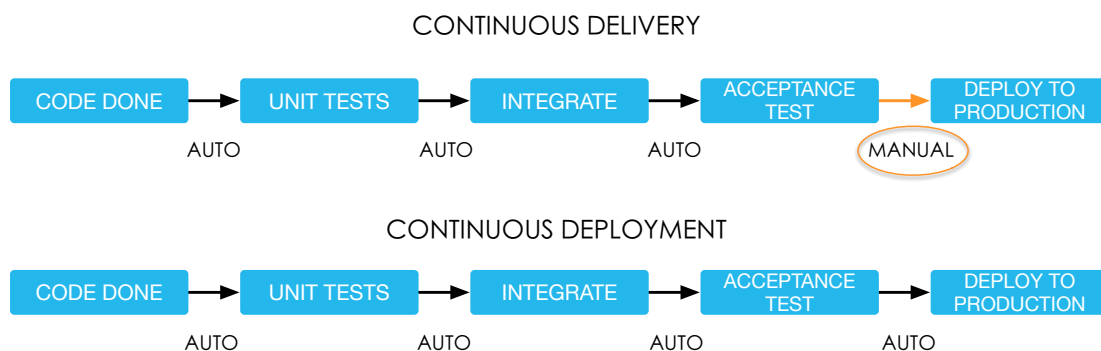 CONTINUOUS DELIVERY
CODE DONE
UNIT TESTS
INTEGRATE
ACCEPTANCE
TEST
DEPLOY TO
PRODUCTION
AUTO
AUTO
AUTO
MANUAL
CONTINUOUS DEPLOYMENT
CODE DONE
UNIT TESTS
INTEGRATE
ACCEPTANCE
TEST
DEPLOY TO
PRODUCTION
AUTO
AUTO
AUTO
AUTO